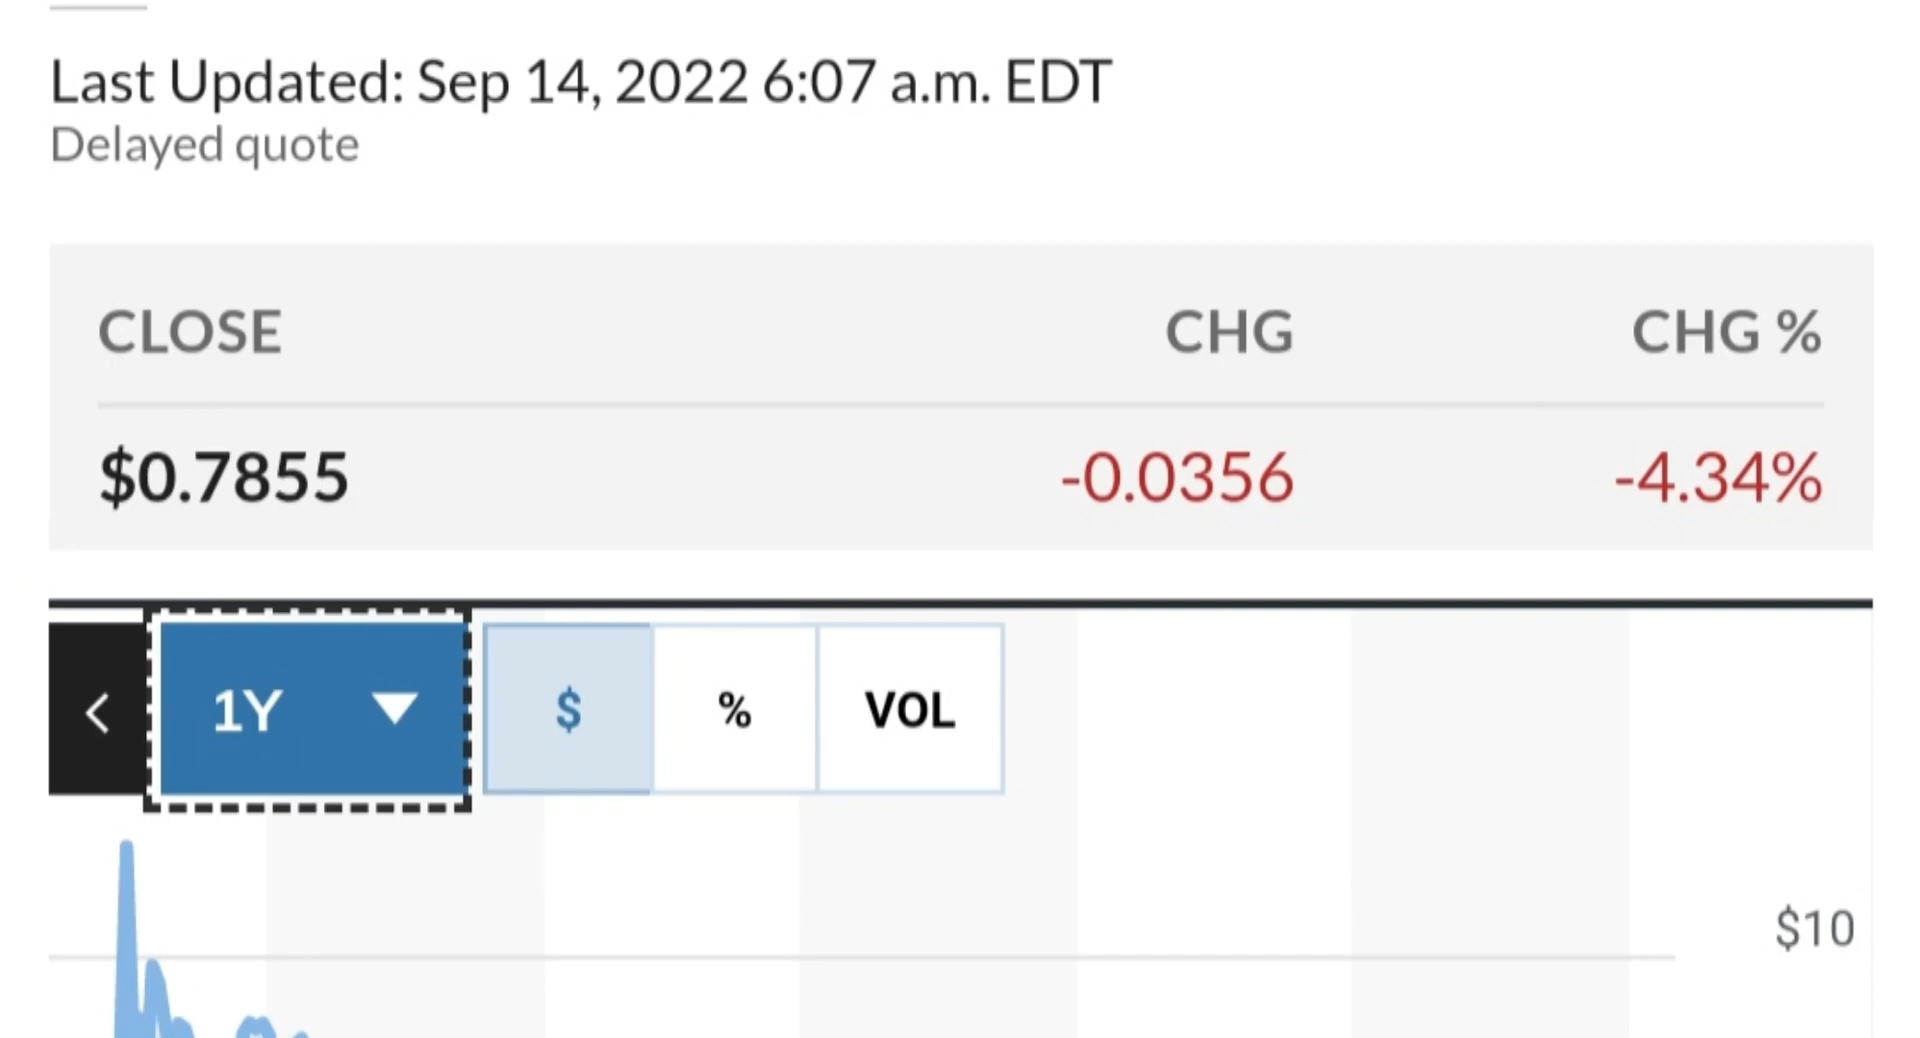 Last Updated: Sep 14, 2022 6:07 a.m. EDT
Delayed quote
CLOSE CHG CHG %
$0.7855 -0.0356 -4.34%
1Y $ % VOL
$10